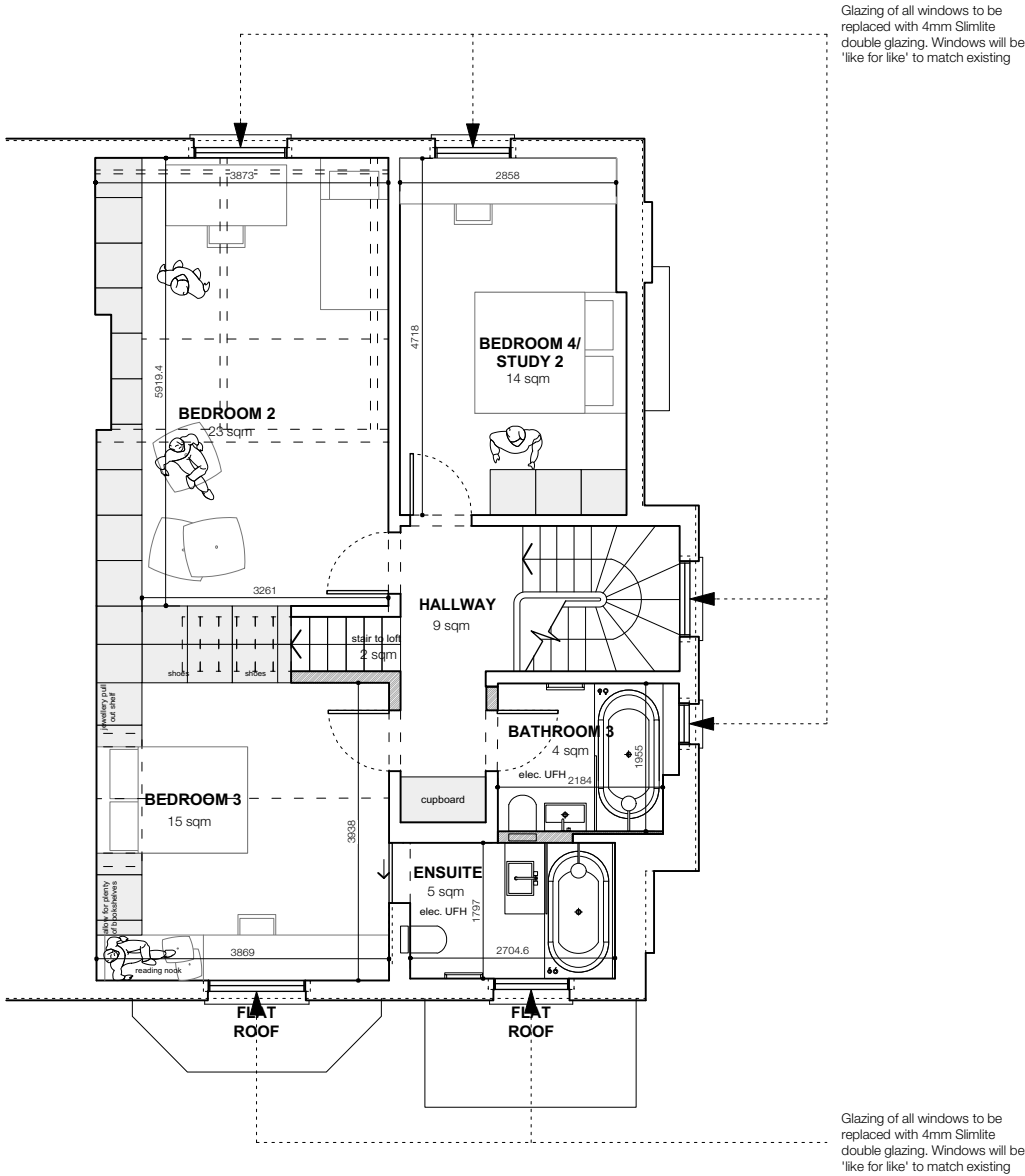 Glazing of all windows to be
replaced with 4mm Slimlite
double glazing. Windows will be
'like for like' to match existing
3873
2858
4718
5919.4
BEDROOM 4/
STUDY 2
14 sqm
BEDROOM 2
23 sqm
3261
HALLWAY
9 sqm
stair to loft
2 sqm
shoes
shoes
jewellery pull
out shelf
BATHROOM 3
4 sqm
elec. UFH
2184
1955
BEDROOM 3
15 sqm
cupboard
3938
ENSUITE
5 sqm
elec. UFH
1797
allow for plenty
of bookshelves
3869
2704.6
reading nook
FLAT
ROOF
FLAT
ROOF
Glazing of all windows to be
replaced with 4mm Slimlite
double glazing. Windows will be
'like for like' to match existing